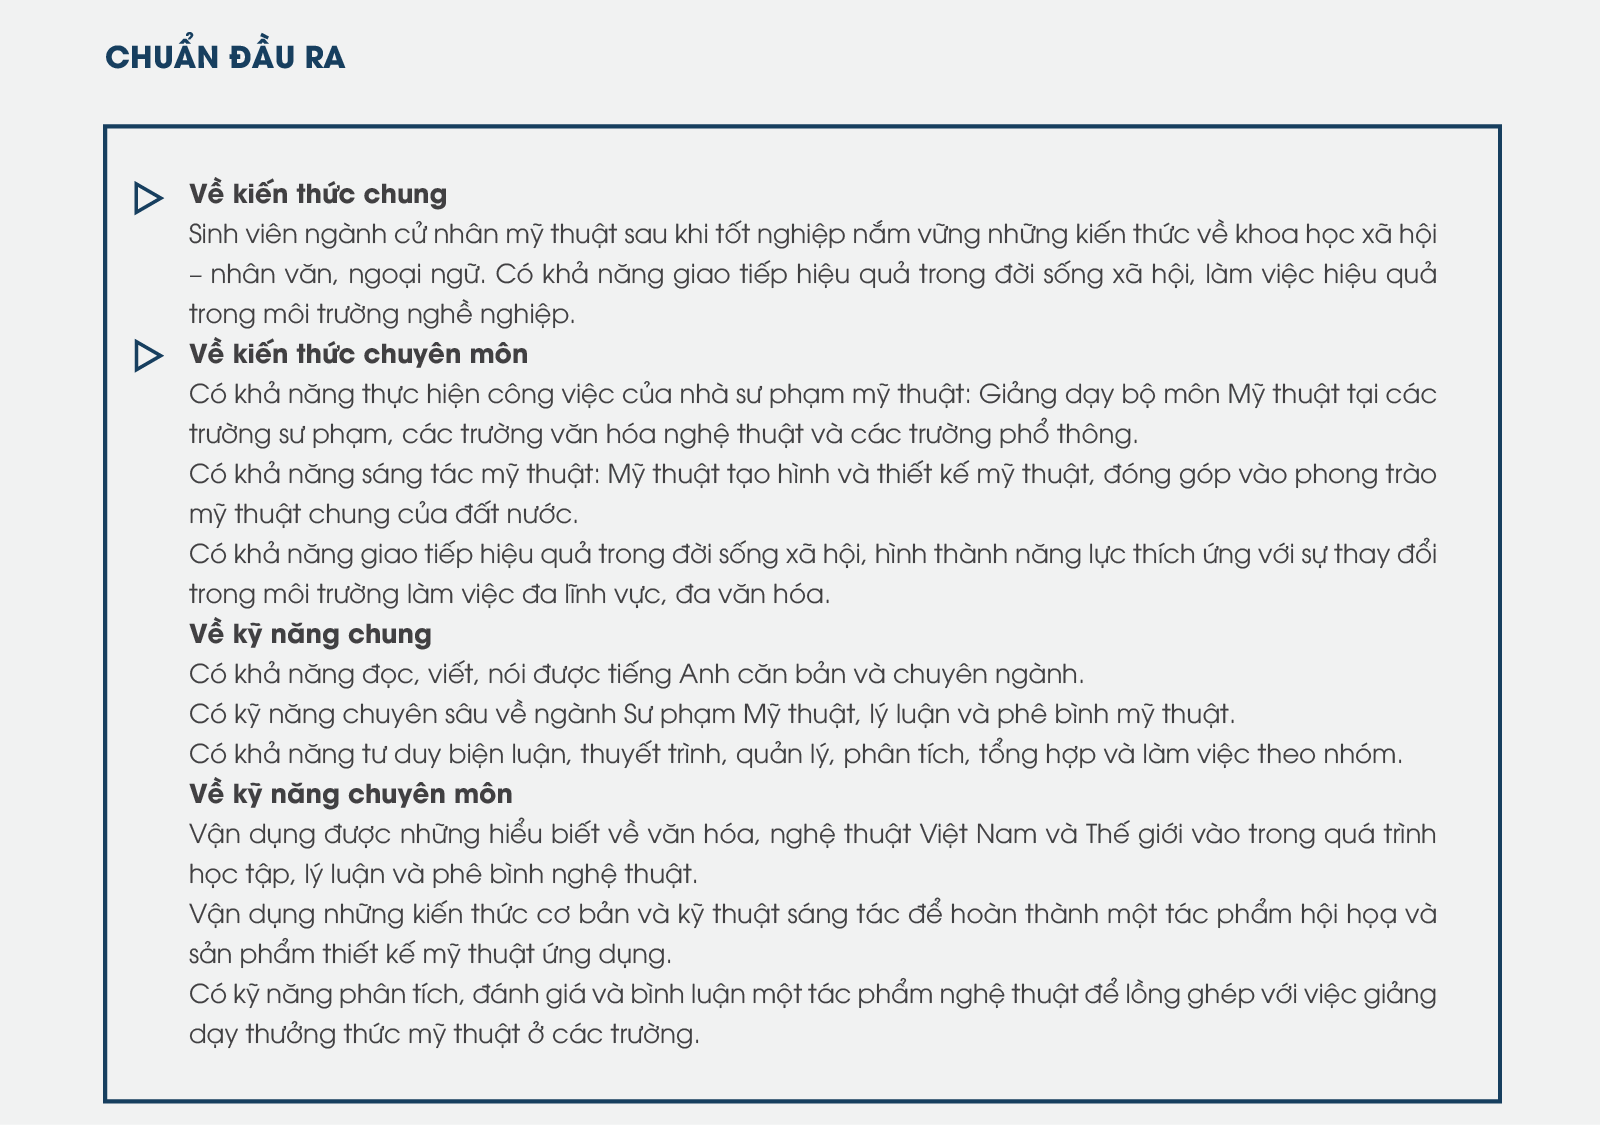 CHUẨN ĐẦU RA
Về kiến thức chung
Sinh viên ngành cử nhân mỹ thuật sau khi tốt nghiệp nắm vững những kiến thức về khoa học xã hội
– nhân văn, ngoại ngữ. Có khả năng giao tiếp hiệu quả trong đời sống xã hội, làm việc hiệu quả
trong môi trường nghề nghiệp.
Về kiến thức chuyên môn
Có khả năng thực hiện công việc của nhà sư phạm mỹ thuật: Giảng dạy bộ môn Mỹ thuật tại các
trường sư phạm, các trường văn hóa nghệ thuật và các trường phổ thông.
Có khả năng sáng tác mỹ thuật: Mỹ thuật tạo hình và thiết kế mỹ thuật, đóng góp vào phong trào
mỹ thuật chung của đất nước.
Có khả năng giao tiếp hiệu quả trong đời sống xã hội, hình thành năng lực thích ứng với sự thay đổi
trong môi trường làm việc đa lĩnh vực, đa văn hóa.
Về kỹ năng chung
Có khả năng đọc, viết, nói được tiếng Anh căn bản và chuyên ngành.
Có kỹ năng chuyên sâu về ngành Sư phạm Mỹ thuật, lý luận và phê bình mỹ thuật.
Có khả năng tư duy biện luận, thuyết trình, quản lý, phân tích, tổng hợp và làm việc theo nhóm.
Về kỹ năng chuyên môn
Vận dụng được những hiểu biết về văn hóa, nghệ thuật Việt Nam và Thế giới vào trong quá trình
học tập, lý luận và phê bình nghệ thuật.
Vận dụng những kiến thức cơ bản và kỹ thuật sáng tác để hoàn thành một tác phẩm hội họạ và
sản phẩm thiết kế mỹ thuật ứng dụng.
Có kỹ năng phân tích, đánh giá và bình luận một tác phẩm nghệ thuật để lồng ghép với việc giảng
dạy thưởng thức mỹ thuật ở các trường.